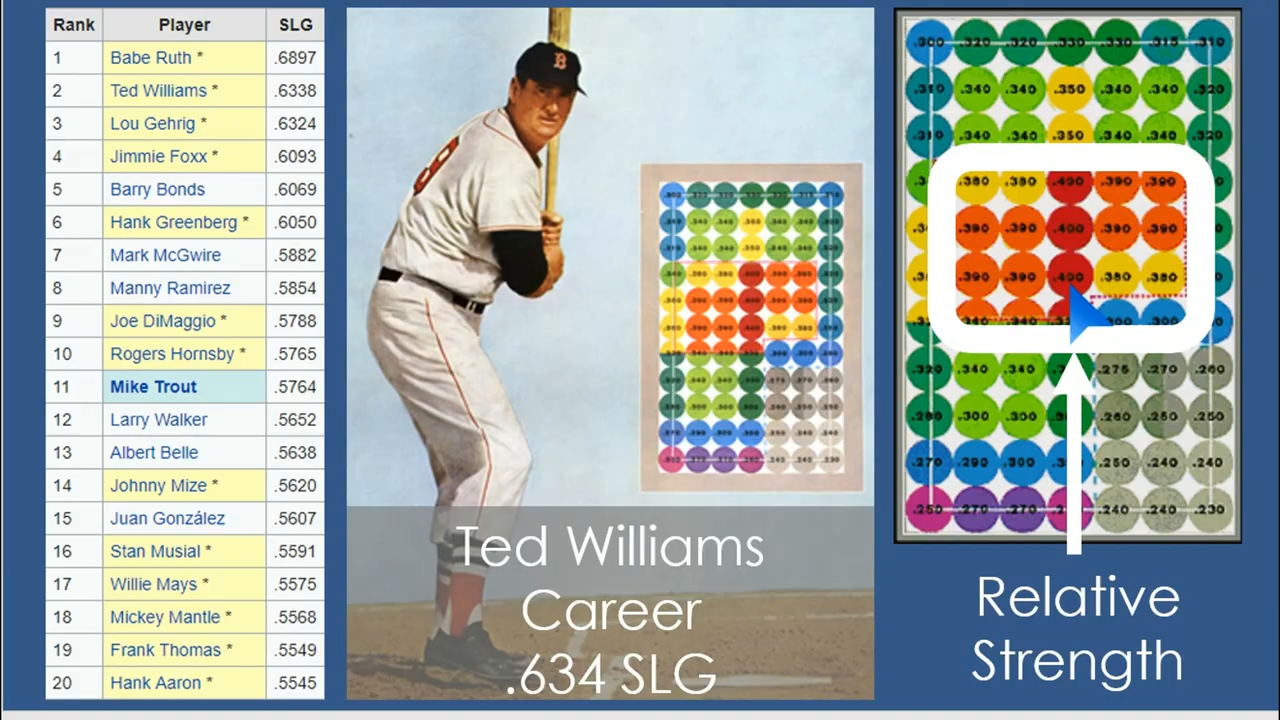 Rank Player SLG
1 Babe Ruth * .6897
2 Ted Williams * .6338
3 Lou Gehrig * .6324
4 Jimmie Foxx * .6093
5 Barry Bonds .6069
6 Hank Greenberg * .6050
7 Mark McGwire .5882
8 Manny Ramirez .5854
9 Joe DiMaggio * .5788
10 Rogers Hornsby * .5765
11 Mike Trout .5764
12 Larry Walker .5652
13 Albert Belle .5638
14 Johnny Mize * .5620
15 Juan González .5607
16 Stan Musial * .5591
17 Willie Mays * .5575
18 Mickey Mantle * .5568
19 Frank Thomas * .5549
20 Hank Aaron * .5545
B
Ted Williams
Career
.634 SLG
.300 .320 .320 .330 .330 .315 .310
.310 .340 .340 .350 .340 .340 .320
.310 .340 .340 .350 .340 .340 .320
.380 .380 .400 .390 .390
.390 .390 .400 .390 .390
.390 .390 .400 .380 .380
.320 .340 .340 .275 .270 .260
.280 .300 .300 .260 .250 .250
.270 .290 .300 .250 .240 .240
.250 .270 .270 .240 .240 .230
Relative
Strength